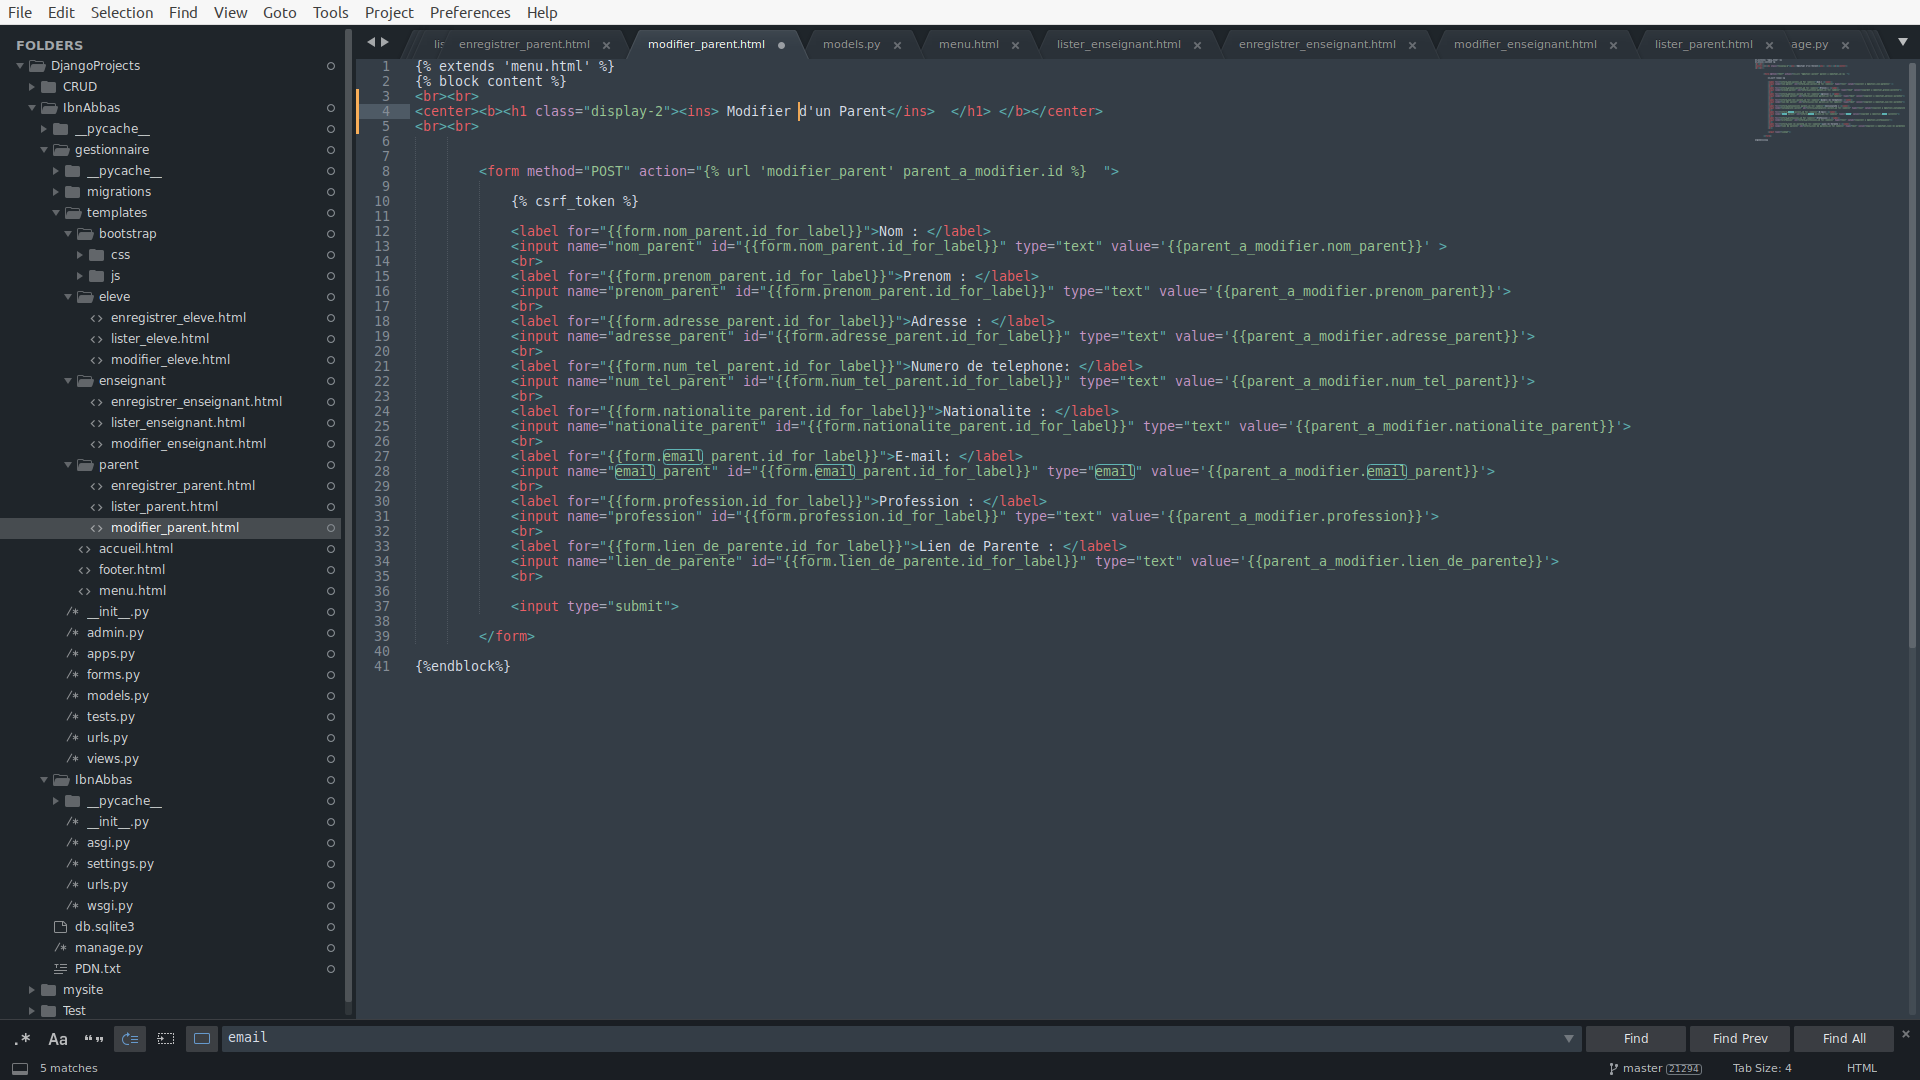 File Edit Selection Find View Goto Tools Project Preferences Help
FOLDERS
DjangoProjects
CRUD
IbnAbbas
__pycache__
gestionnaire
__pycache__
migrations
templates
bootstrap
css
js
eleve
enregistrer_eleve.html
lister_eleve.html
modifier_eleve.html
enseignant
enregistrer_enseignant.html
lister_enseignant.html
modifier_enseignant.html
parent
enregistrer_parent.html
lister_parent.html
modifier_parent.html
accueil.html
footer.html
menu.html
__init__.py
admin.py
apps.py
forms.py
models.py
tests.py
urls.py
views.py
IbnAbbas
__pycache__
__init__.py
asgi.py
settings.py
urls.py
wsgi.py
db.sqlite3
manage.py
PDN.txt
mysite
Test
lis enregistrer_parent.html modifier_parent.html models.py menu.html lister_enseignant.html enregistrer_enseignant.html modifier_enseignant.html lister_parent.html age.py
1 {% extends 'menu.html' %}
2 {% block content %}
3 <br><br>
4 <center><b><h1 class="display-2"><ins> Modifier d'un Parent</ins>  </h1> </b></center>
5 <br><br>
6
7
8 <form method="POST" action="{% url 'modifier_parent' parent_a_modifier.id %}  ">
9
10 {% csrf_token %}
11
12 <label for="{{form.nom_parent.id_for_label}}">Nom : </label>
13 <input name="nom_parent" id="{{form.nom_parent.id_for_label}}" type="text" value='{{parent_a_modifier.nom_parent}}' >
14 <br>
15 <label for="{{form.prenom_parent.id_for_label}}">Prenom : </label>
16 <input name="prenom_parent" id="{{form.prenom_parent.id_for_label}}" type="text" value='{{parent_a_modifier.prenom_parent}}'>
17 <br>
18 <label for="{{form.adresse_parent.id_for_label}}">Adresse : </label>
19 <input name="adresse_parent" id="{{form.adresse_parent.id_for_label}}" type="text" value='{{parent_a_modifier.adresse_parent}}'>
20 <br>
21 <label for="{{form.num_tel_parent.id_for_label}}">Numero de telephone: </label>
22 <input name="num_tel_parent" id="{{form.num_tel_parent.id_for_label}}" type="text" value='{{parent_a_modifier.num_tel_parent}}'>
23 <br>
24 <label for="{{form.nationalite_parent.id_for_label}}">Nationalite : </label>
25 <input name="nationalite_parent" id="{{form.nationalite_parent.id_for_label}}" type="text" value='{{parent_a_modifier.nationalite_parent}}'>
26 <br>
27 <label for="{{form.email_parent.id_for_label}}">E-mail: </label>
28 <input name="email_parent" id="{{form.email_parent.id_for_label}}" type="email" value='{{parent_a_modifier.email_parent}}'>
29 <br>
30 <label for="{{form.profession.id_for_label}}">Profession : </label>
31 <input name="profession" id="{{form.profession.id_for_label}}" type="text" value='{{parent_a_modifier.profession}}'>
32 <br>
33 <label for="{{form.lien_de_parente.id_for_label}}">Lien de Parente : </label>
34 <input name="lien_de_parente" id="{{form.lien_de_parente.id_for_label}}" type="text" value='{{parent_a_modifier.lien_de_parente}}'>
35 <br>
36
37 <input type="submit">
38
39 </form>
40
41 {%endblock%}
.* Aa “” email Find Find Prev Find All
5 matches master 21294 Tab Size: 4 HTML